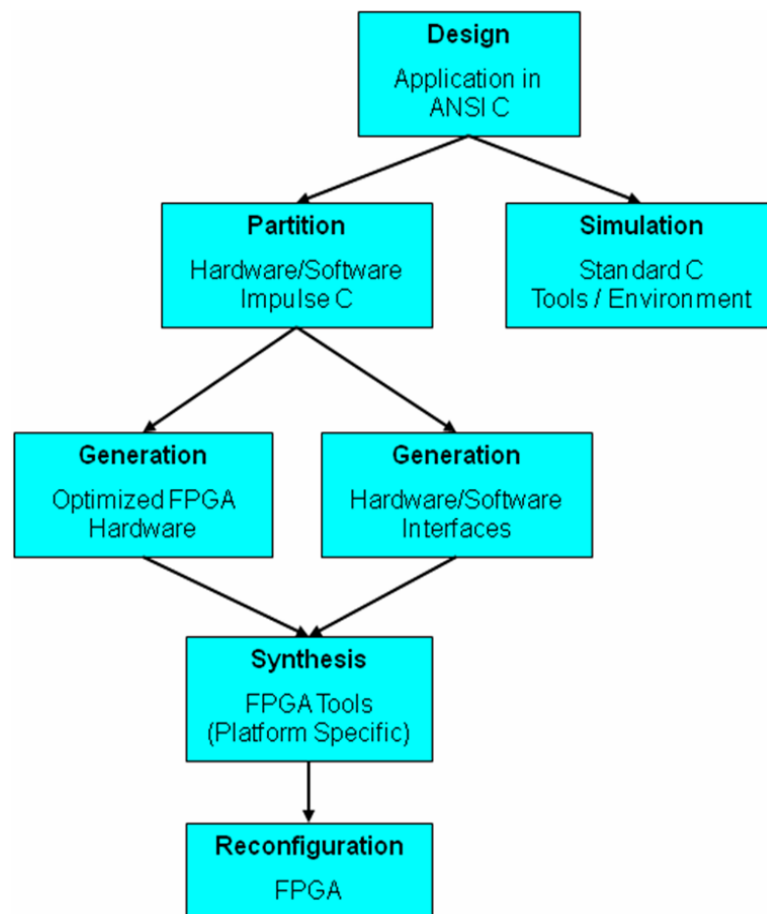 Design
Application in
ANSI C
Partition
Hardware/Software
Impulse C
Simulation
Standard C
Tools / Environment
Generation
Optimized FPGA
Hardware
Generation
Hardware/Software
Interfaces
Synthesis
FPGA Tools
(Platform Specific)
Reconfiguration
FPGA